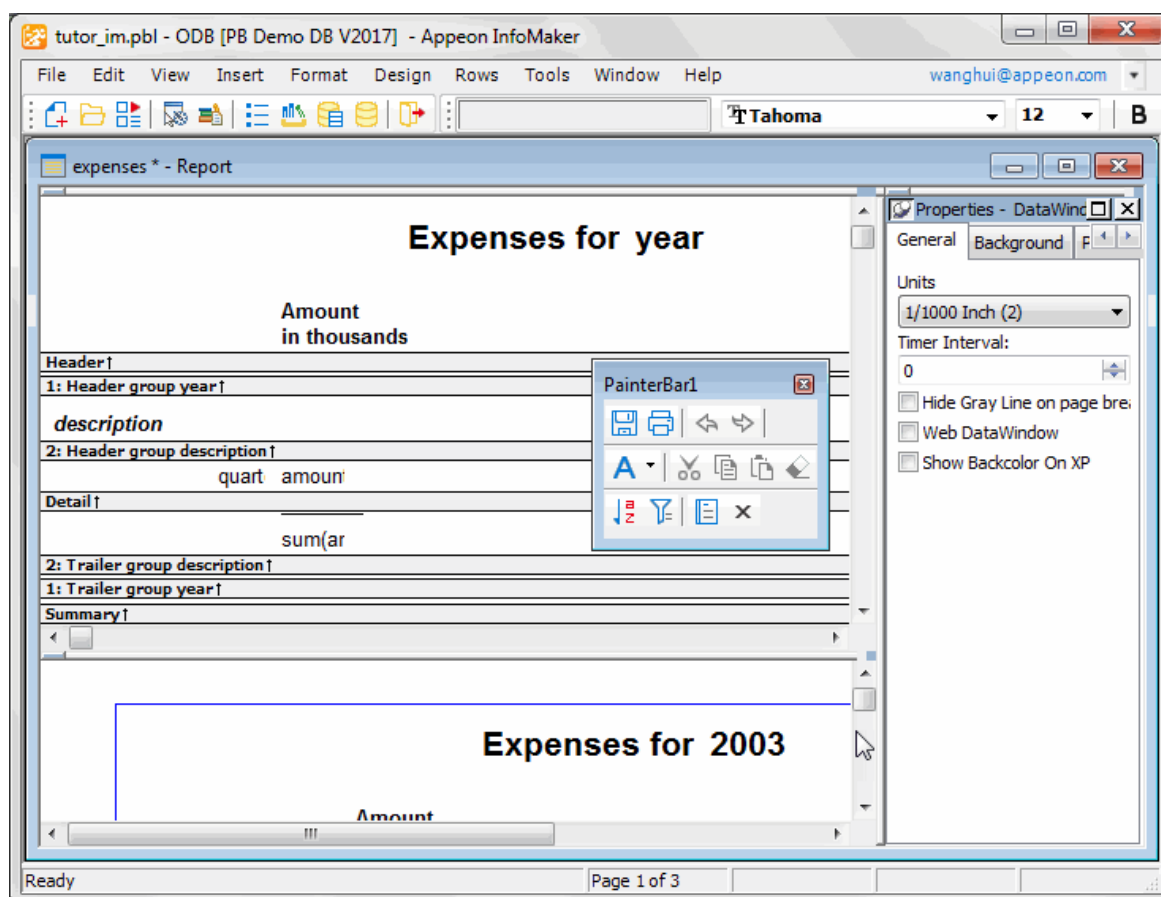 tutor_im.pbl - ODB [PB Demo DB V2017] - Appeon InfoMaker
File Edit View Insert Format Design Rows Tools Window Help wanghui@appeon.com
Tahoma 12 B
expenses * - Report
Properties - DataWind
Expenses for year
General Background F
Units
Amount
1/1000 Inch (2)
in thousands
Timer Interval:
Header↑
0
1: Header group year↑
PainterBar1
Hide Gray Line on page brea
description
Web DataWindow
2: Header group description↑
Show Backcolor On XP
quart amount
A
Detail↑
a
z
sum(ar
2: Trailer group description↑
1: Trailer group year↑
Summary↑
Expenses for 2003
Amount
Ready Page 1 of 3